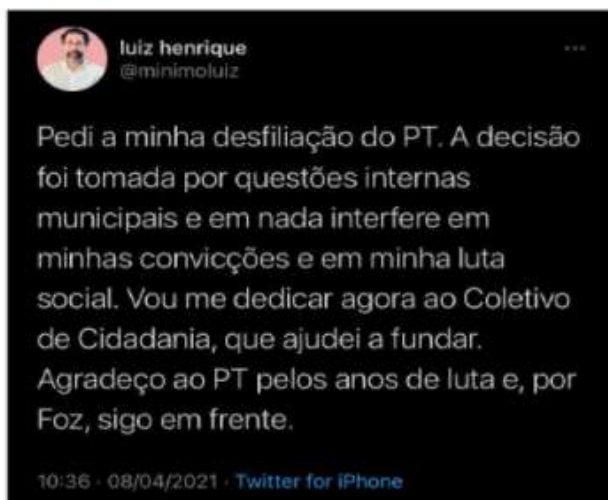 luiz henrique
@minimoluiz
Pedi a minha desfiliação do PT. A decisão
foi tomada por questões internas
municipais e em nada interfere em
minhas convicções e em minha luta
social. Vou me dedicar agora ao Coletivo
de Cidadania, que ajudei a fundar.
Agradeço ao PT pelos anos de luta e, por
Foz, sigo em frente.
10:36 · 08/04/2021 · Twitter for iPhone